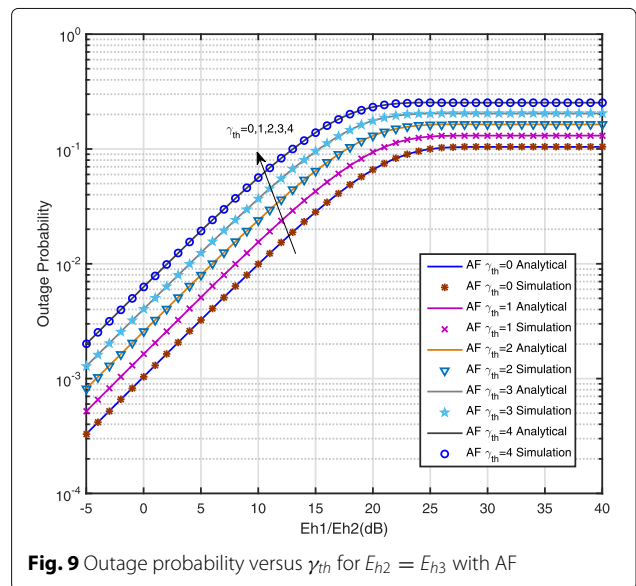 10^0
10^-1
10^-2
10^-3
10^-4
Outage Probability
γth=0,1,2,3,4
AF γth=0 Analytical
AF γth=0 Simulation
AF γth=1 Analytical
AF γth=1 Simulation
AF γth=2 Analytical
AF γth=2 Simulation
AF γth=3 Analytical
AF γth=3 Simulation
AF γth=4 Analytical
AF γth=4 Simulation
-5 0 5 10 15 20 25 30 35 40
Eh1/Eh2(dB)
Fig. 9 Outage probability versus γth for Eh2 = Eh3 with AF